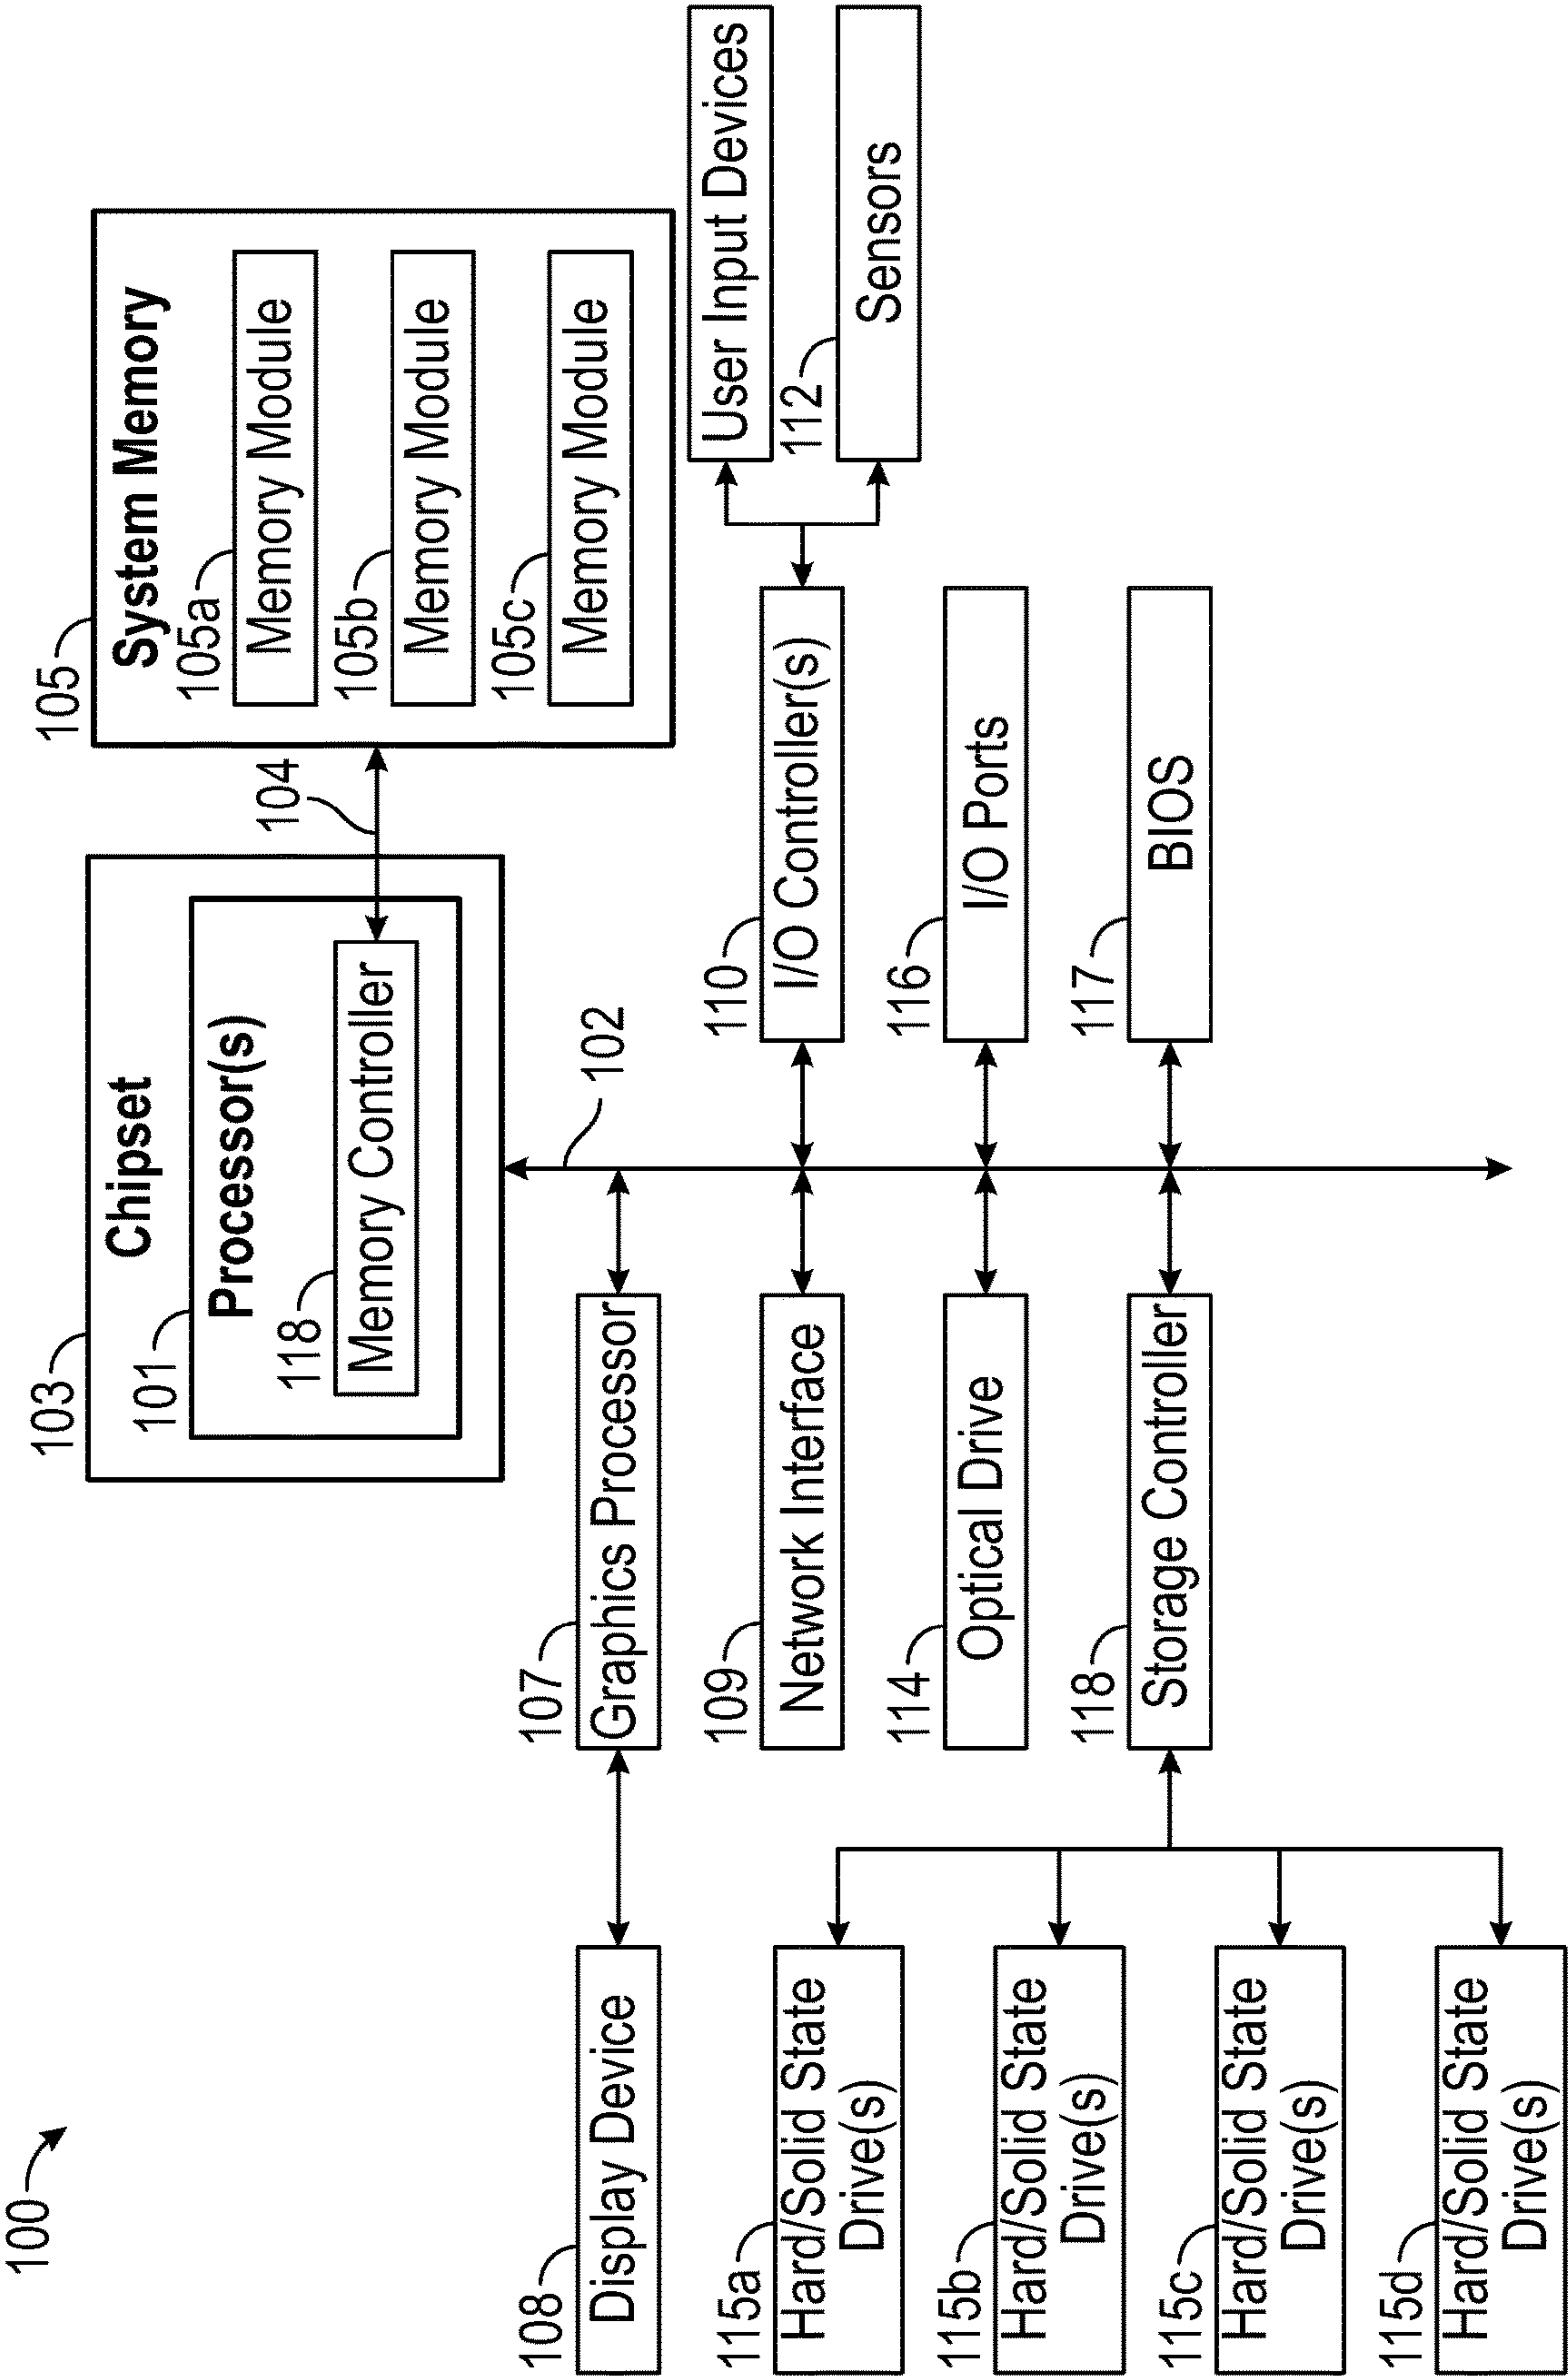 100
103
Chipset
101
Processor(s)
118
Memory Controller
104
105
System Memory
105a
Memory Module
105b
Memory Module
105c
Memory Module
102
108
Display Device
107
Graphics Processor
User Input Devices
112
Sensors
115a
Hard/Solid State
Drive(s)
109
Network Interface
110
I/O Controller(s)
115b
Hard/Solid State
Drive(s)
114
Optical Drive
116
I/O Ports
115c
Hard/Solid State
Drive(s)
118
Storage Controller
117
BIOS
115d
Hard/Solid State
Drive(s)